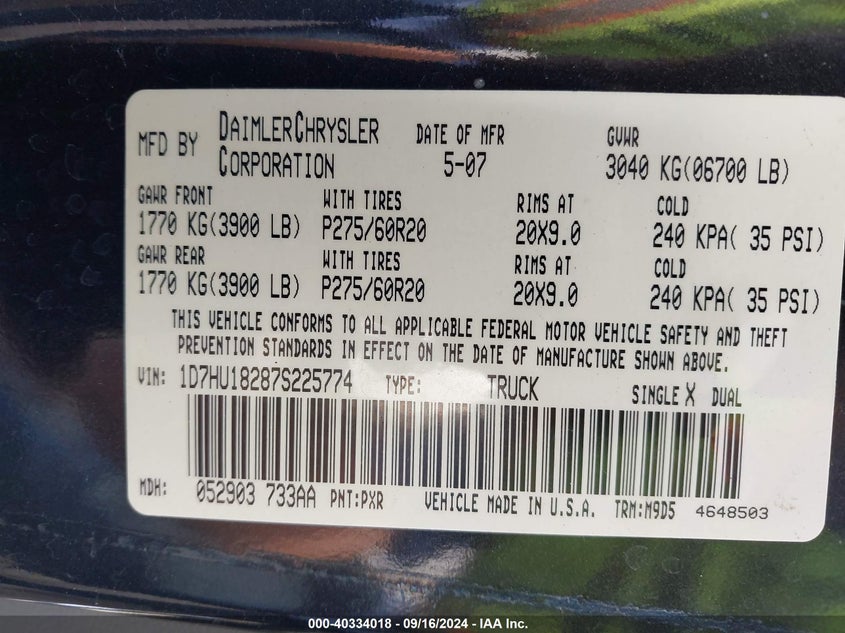 MFD BY DAIMLERCHRYSLER CORPORATION DATE OF MFR 5-07 GVWR 3040 KG(06700 LB)
GAWR FRONT WITH TIRES RIMS AT COLD
1770 KG(3900 LB) P275/60R20 20X9.0 240 KPA( 35 PSI)
GAWR REAR WITH TIRES RIMS AT COLD
1770 KG(3900 LB) P275/60R20 20X9.0 240 KPA( 35 PSI)
THIS VEHICLE CONFORMS TO ALL APPLICABLE FEDERAL MOTOR VEHICLE SAFETY AND THEFT
PREVENTION STANDARDS IN EFFECT ON THE DATE OF MANUFACTURE SHOWN ABOVE.
VIN: 1D7HU18287S225774 TYPE: TRUCK SINGLE X DUAL
MDH: 052903 733AA PNT:PXR VEHICLE MADE IN U.S.A. TRM:M9D5 4648503
000-40334018 - 09/16/2024 - IAA Inc.